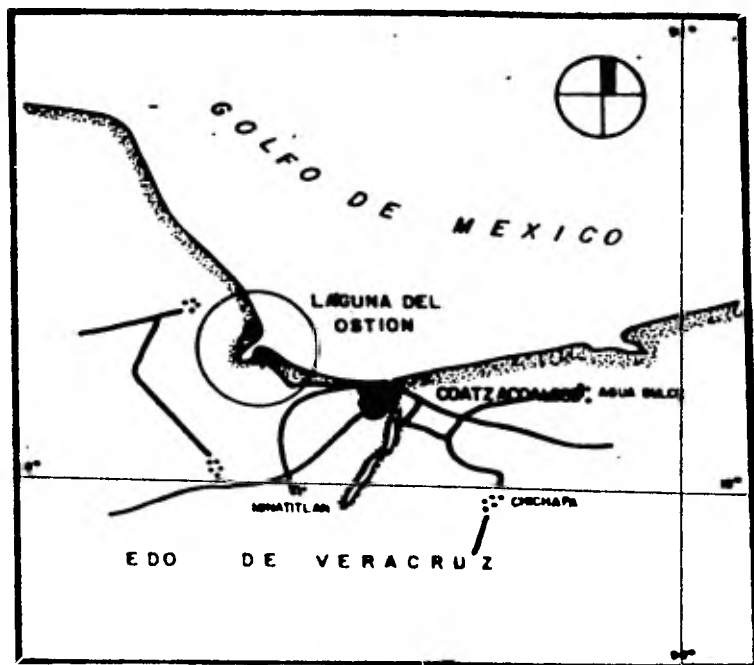 GOLFO DE MEXICO
LAGUNA DEL
OSTION
COATZACOALCOS
AGUA DULCE
MINATITLAN
CHICHAPA
EDO DE VERACRUZ